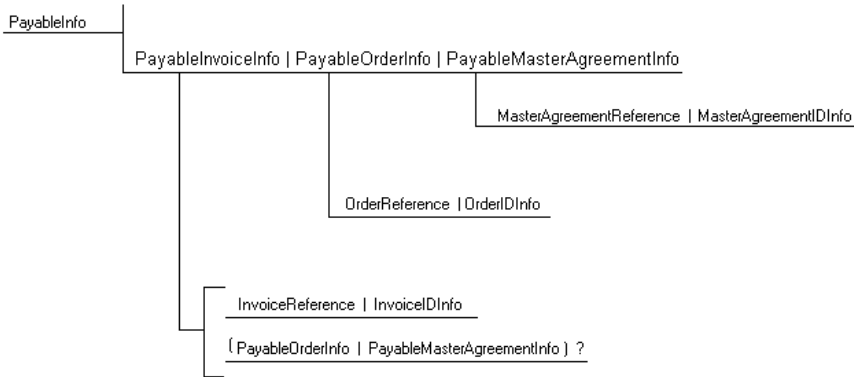 PayableInfo
PayableInvoiceInfo | PayableOrderInfo | PayableMasterAgreementInfo
MasterAgreementReference | MasterAgreementIDInfo
OrderReference | OrderIDInfo
InvoiceReference | InvoiceIDInfo
(PayableOrderInfo | PayableMasterAgreementInfo) ?